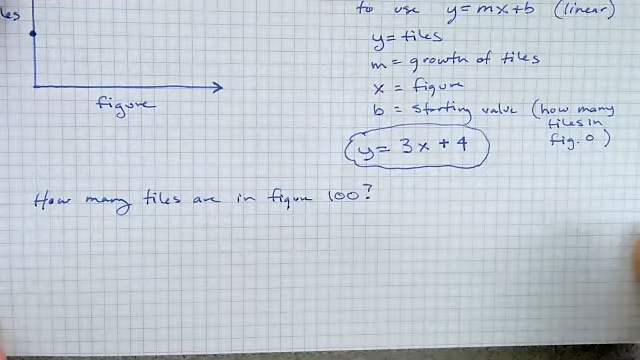 to use y=mx+b (linear)
y= tiles
m= growth of tiles
x = figure
b = starting value (how many tiles in fig. 0)
y= 3x+4
figure
How many tiles are in figure 100?